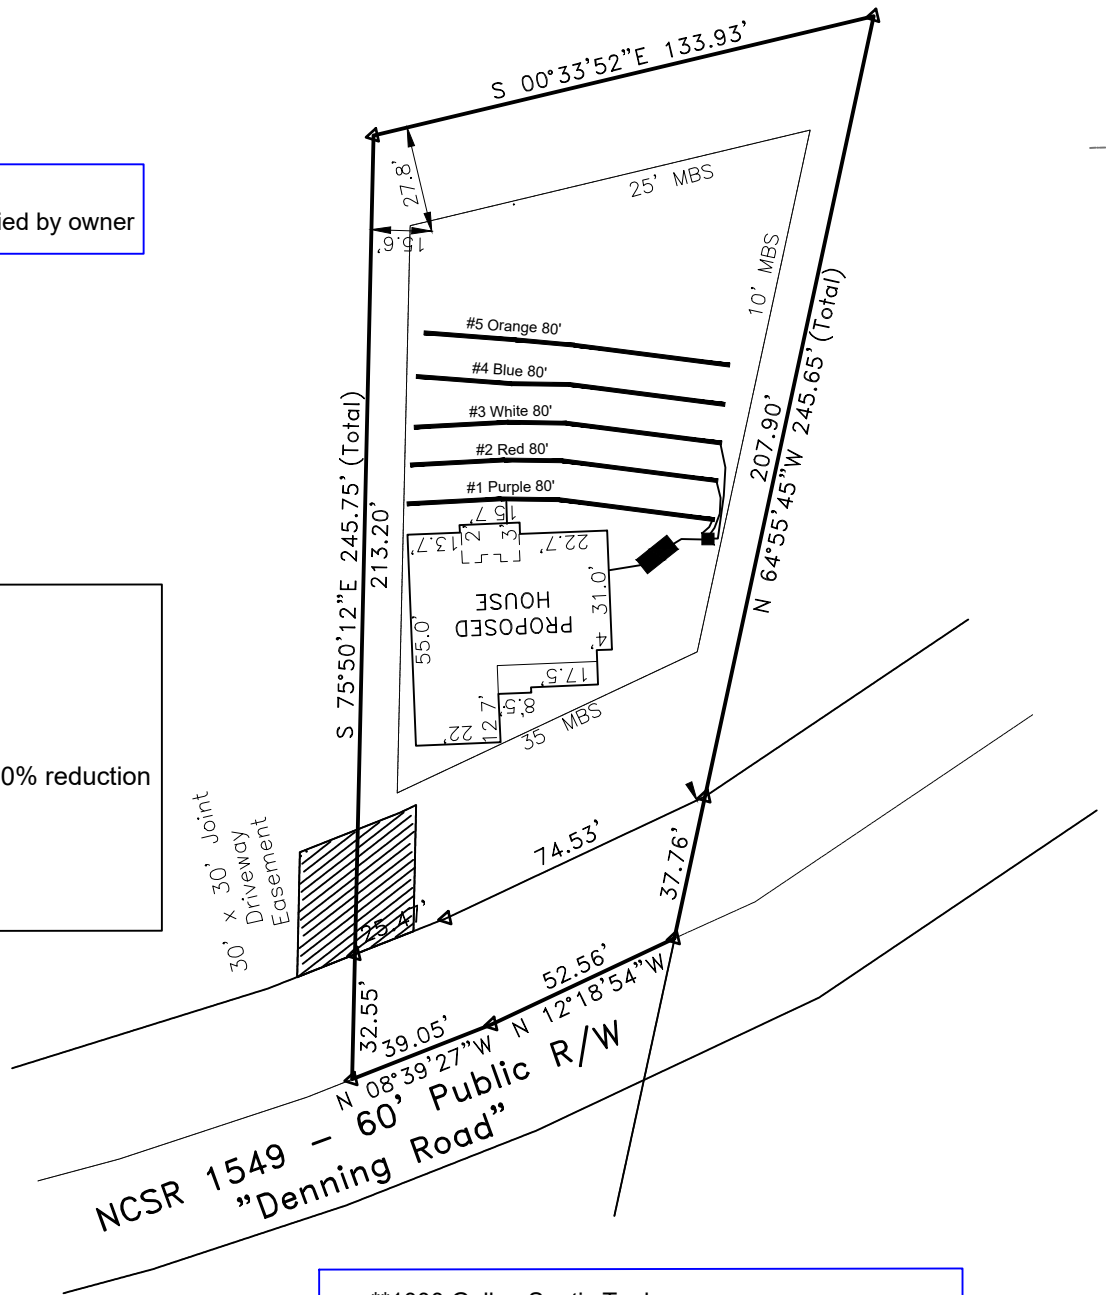 S 00°33'52"E 133.93'
ied by owner
27.8'
15.6'
25' MBS
10' MBS
#5 Orange 80'
#4 Blue 80'
#3 White 80'
#2 Red 80'
#1 Purple 80'
S 75°50'12"E 245.75' (Total)
213.20'
N 64°55'45"W 245.65' (Total)
207.90'
15.7'
13.7'
2'
3'
22.7'
PROPOSED
HOUSE
55.0'
31.0'
4'
17.5'
8.5'
12.7'
22'
35 MBS
0% reduction
30' x 30' Joint
Driveway
Easement
25.47'
74.53'
37.76'
32.55'
39.05'
N 08°39'27"W
52.56'
N 12°18'54"W
NCSR 1549 - 60' Public R/W
"Denning Road"